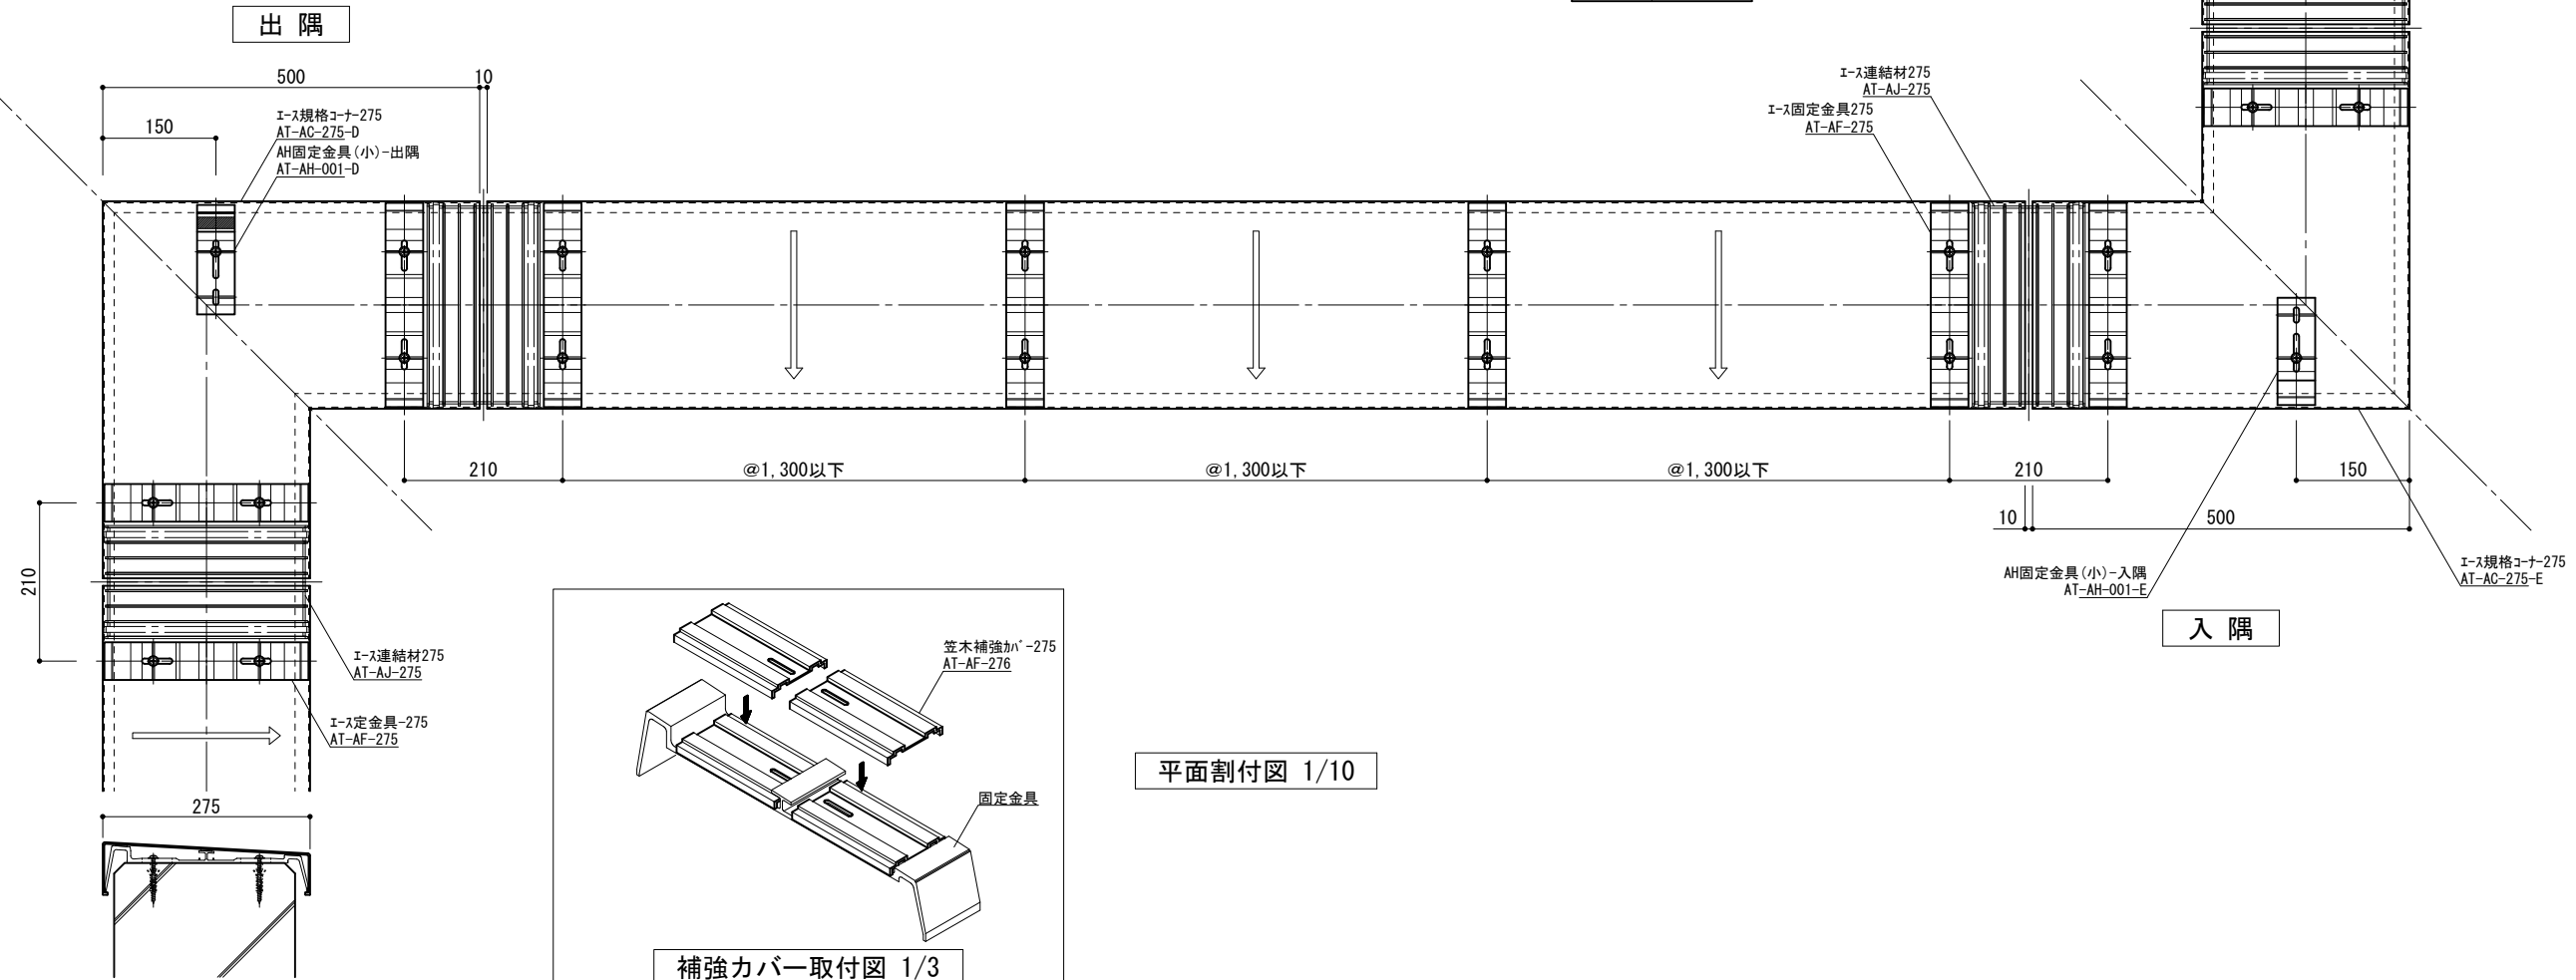 出 隅
500
10
150
エース規格コーナー275
AT-AC-275-D
AH固定金具(小)-出隅
AT-AH-001-D
エース連結材275
AT-AJ-275
エース固定金具275
AT-AF-275
210
@1,300以下
@1,300以下
@1,300以下
210
150
10
500
210
エース規格コーナー275
AT-AC-275-E
AH固定金具(小)-入隅
AT-AH-001-E
入 隅
エース連結材275
AT-AJ-275
エース定金具-275
AT-AF-275
笠木補強カバー275
AT-AF-276
固定金具
平面割付図 1/10
275
補強カバー取付図 1/3